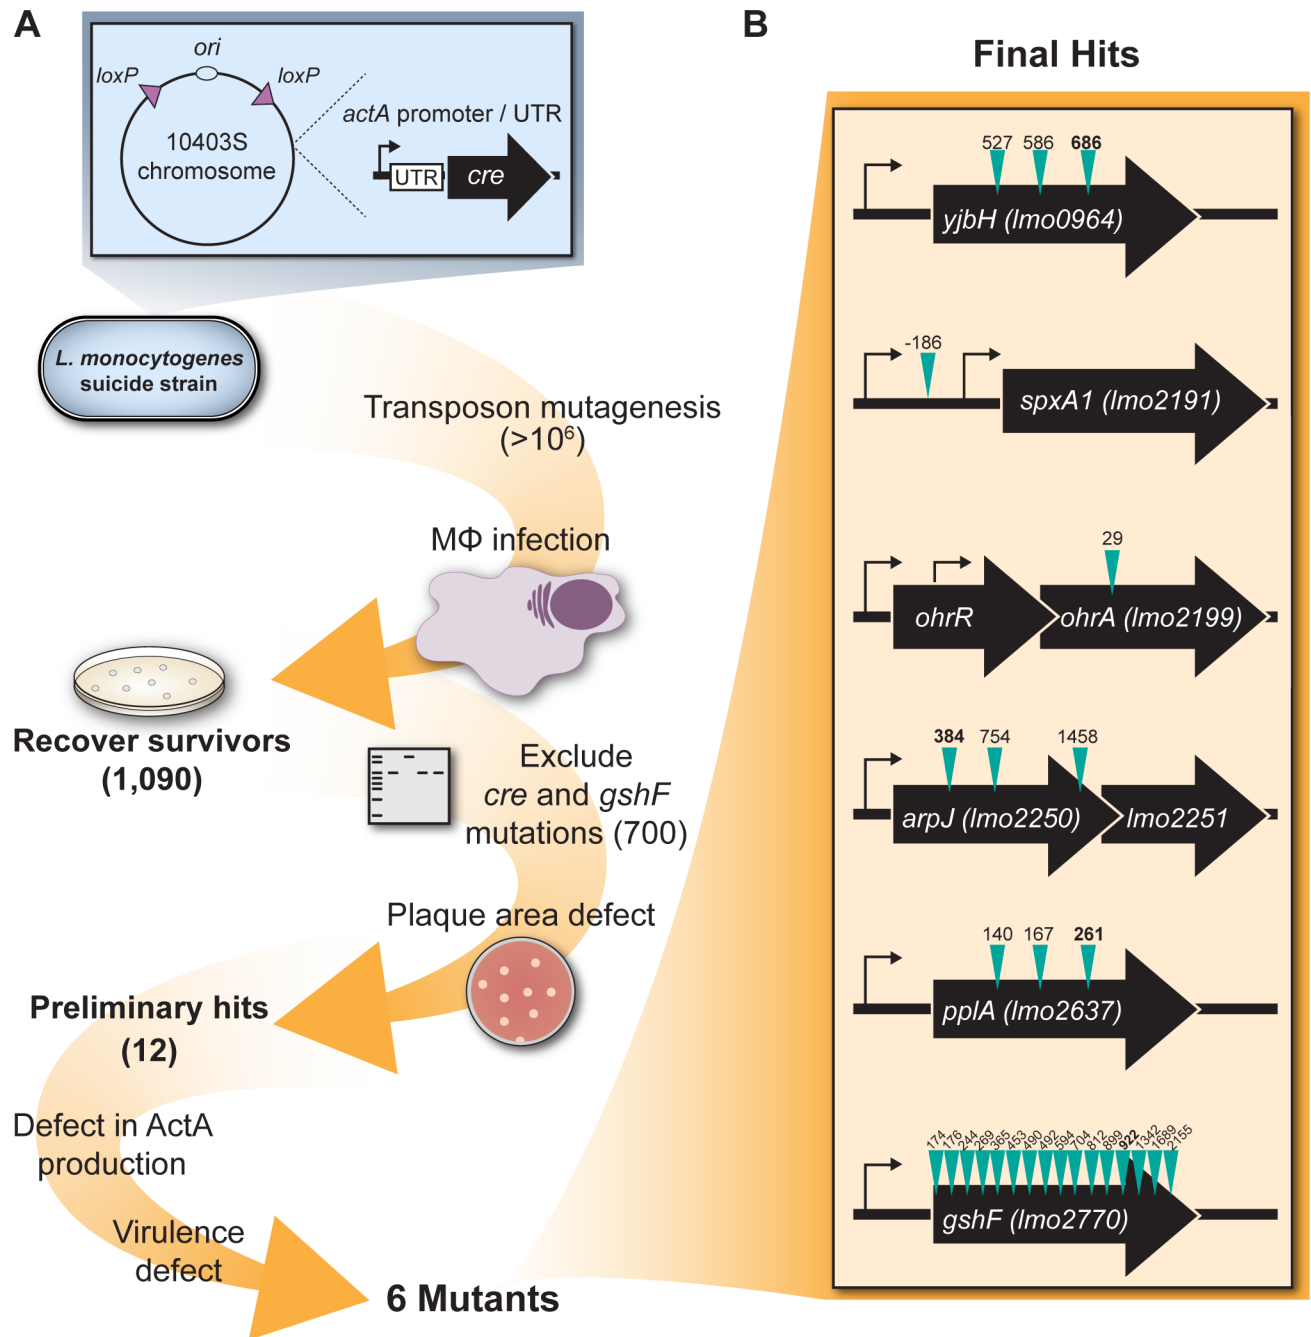 A
ori
loxP
loxP
10403S
chromosome
actA promoter / UTR
UTR
cre
L. monocytogenes
suicide strain
Transposon mutagenesis
(>10⁶)
MΦ infection
Recover survivors
(1,090)
Exclude
cre and gshF
mutations (700)
Plaque area defect
Preliminary hits
(12)
Defect in ActA
production
Virulence
defect
6 Mutants
B
Final Hits
527 586 686
yjbH (lmo0964)
-186
spxA1 (lmo2191)
29
ohrR
ohrA (lmo2199)
384 754 1458
arpJ (lmo2250)
lmo2251
140 167 261
pplA (lmo2637)
174 176 244 269 365 453 490 492 594 704 812 899 922 1342 1689 2155
gshF (lmo2770)